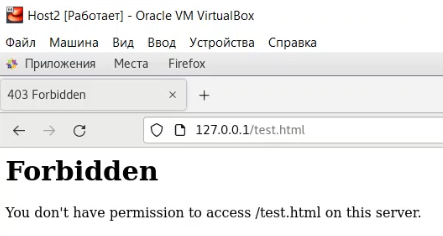 Host2 [Работает] - Oracle VM VirtualBox
Файл Машина Вид Ввод Устройства Справка
Приложения Места Firefox
403 Forbidden
127.0.0.1/test.html
Forbidden
You don't have permission to access /test.html on this server.